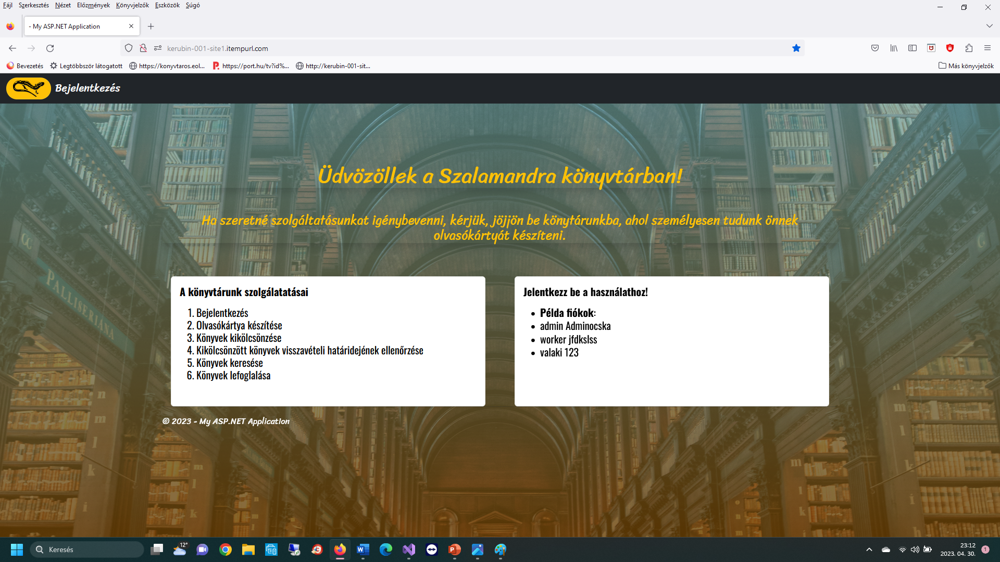 Fájl Szerkesztés Nézet Előzmények Könyvjelzők Eszközök Súgó
- My ASP.NET Application
kerubin-001-site1.itempurl.com
Bevezetés Legtöbbször látogatott https://konyvtaros.eol... https://port.hu/tv?id%... http://kerubin-001-sit... Más könyvjelzők
Bejelentkezés
Üdvözöllek a Szalamandra könyvtárban!
Ha szeretné szolgáltatásunkat igénybevenni, kérjük, jöjjön be könytárunkba, ahol személyesen tudunk önnek
olvasókártyát készíteni.
A könyvtárunk szolgálatatásai
1. Bejelentkezés
2. Olvasókártya készítése
3. Könyvek kikölcsönzése
4. Kikölcsönzött könyvek visszavételi határidejének ellenőrzése
5. Könyvek keresése
6. Könyvek lefoglalása
Jelentkezz be a használathoz!
Példa fiókok:
admin Adminocska
worker jfdkslss
valaki 123
© 2023 - My ASP.NET Application
PALLISERIANA
CC
Keresés
12°
23:12
2023. 04. 30.
1